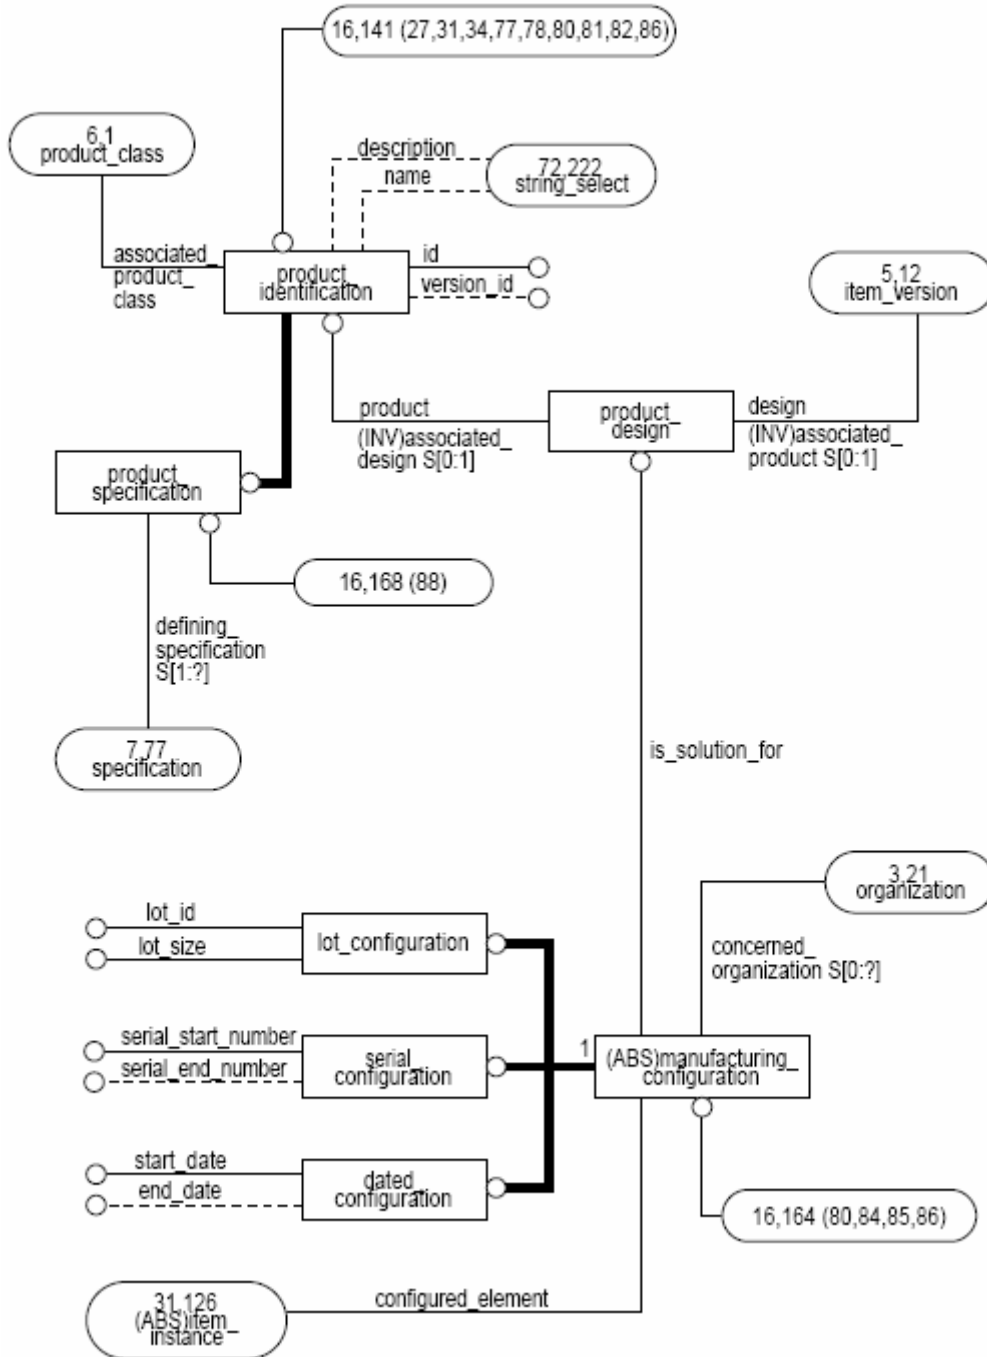 16,141 (27,31,34,77,78,80,81,82,86)
6,1
product_class
description
name
72,222
string_select
associated_
product_
class
product_
identification
id
version_id
5,12
item_version
product
(INV)associated_
design S[0:1]
product_
design
design
(INV)associated_
product S[0:1]
product_
specification
16,168 (88)
defining_
specification
S[1:?]
7,77
specification
is_solution_for
3,21
organization
lot_id
lot_size
lot_configuration
concerned_
organization S[0:?]
serial_start_number
serial_end_number
serial_
configuration
1
(ABS)manufacturing_
configuration
start_date
end_date
dated_
configuration
16,164 (80,84,85,86)
31,126
(ABS)item_
instance
configured_element